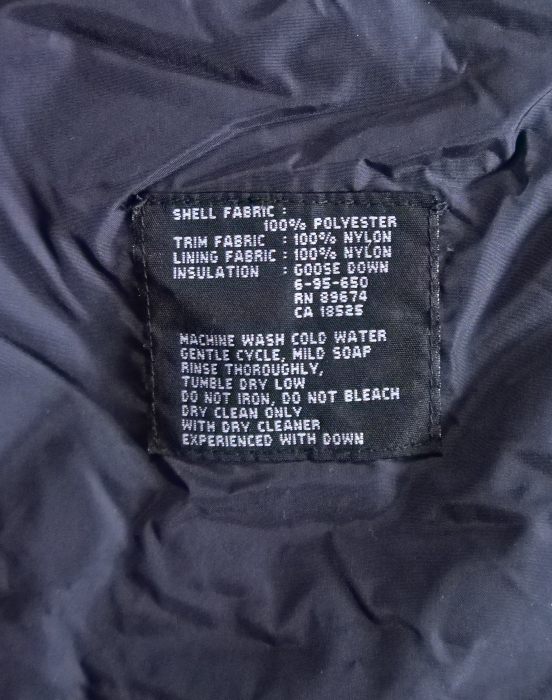 SHELL FABRIC :
100% POLYESTER
TRIM FABRIC : 100% NYLON
LINING FABRIC : 100% NYLON
INSULATION : GOOSE DOWN
6-95-650
RN 89674
CA 18525
MACHINE WASH COLD WATER
GENTLE CYCLE, MILD SOAP
RINSE THOROUGHLY,
TUMBLE DRY LOW
DO NOT IRON, DO NOT BLEACH
DRY CLEAN ONLY
WITH DRY CLEANER
EXPERIENCED WITH DOWN